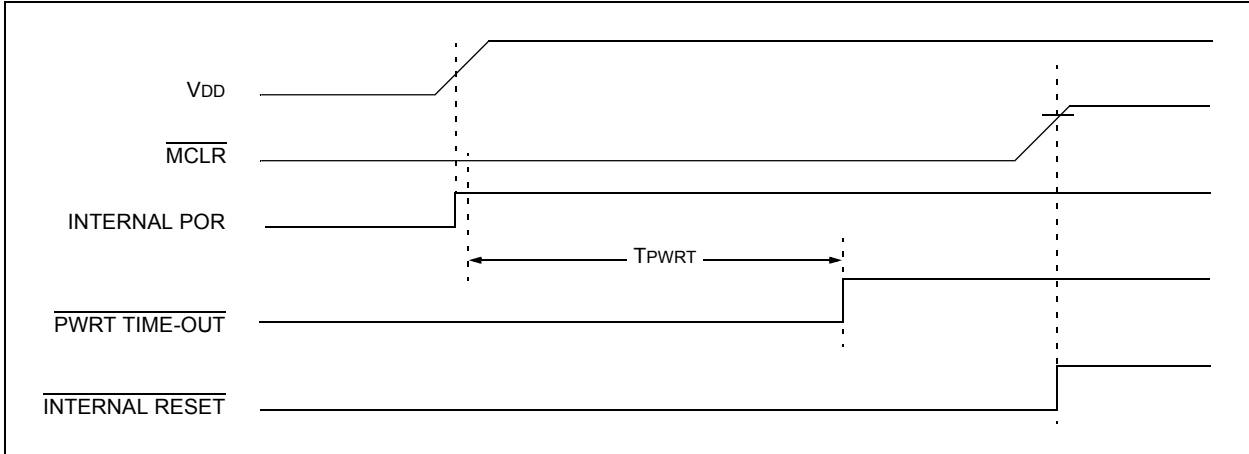 VDD
MCLR
INTERNAL POR
TPWRT
PWRT TIME-OUT
INTERNAL RESET